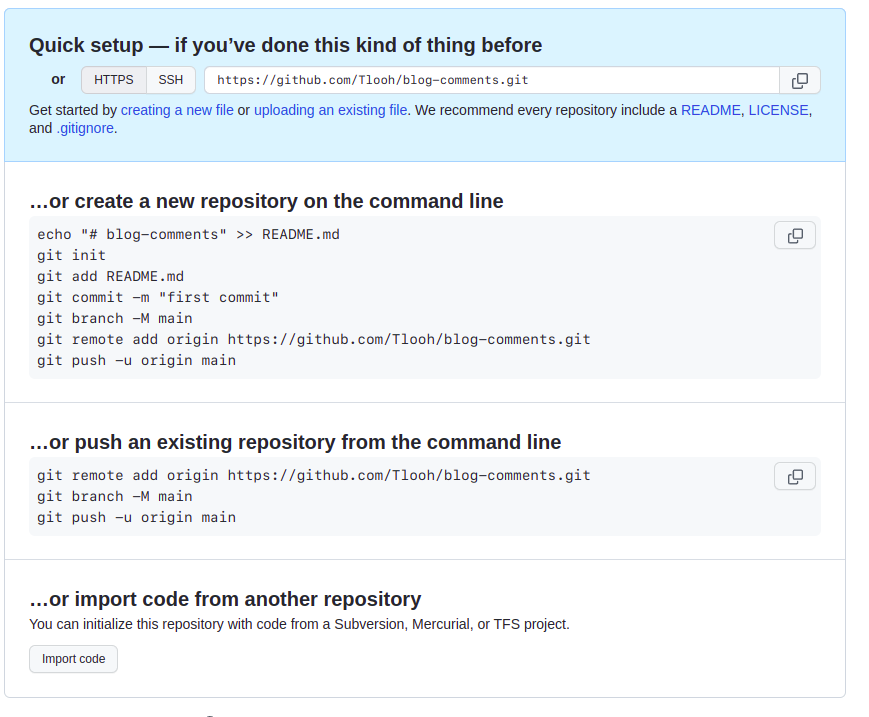 Quick setup — if you’ve done this kind of thing before
or HTTPS SSH https://github.com/Tlooh/blog-comments.git
Get started by creating a new file or uploading an existing file. We recommend every repository include a README, LICENSE,
and .gitignore.
…or create a new repository on the command line
echo "# blog-comments" >> README.md
git init
git add README.md
git commit -m "first commit"
git branch -M main
git remote add origin https://github.com/Tlooh/blog-comments.git
git push -u origin main
…or push an existing repository from the command line
git remote add origin https://github.com/Tlooh/blog-comments.git
git branch -M main
git push -u origin main
…or import code from another repository
You can initialize this repository with code from a Subversion, Mercurial, or TFS project.
Import code